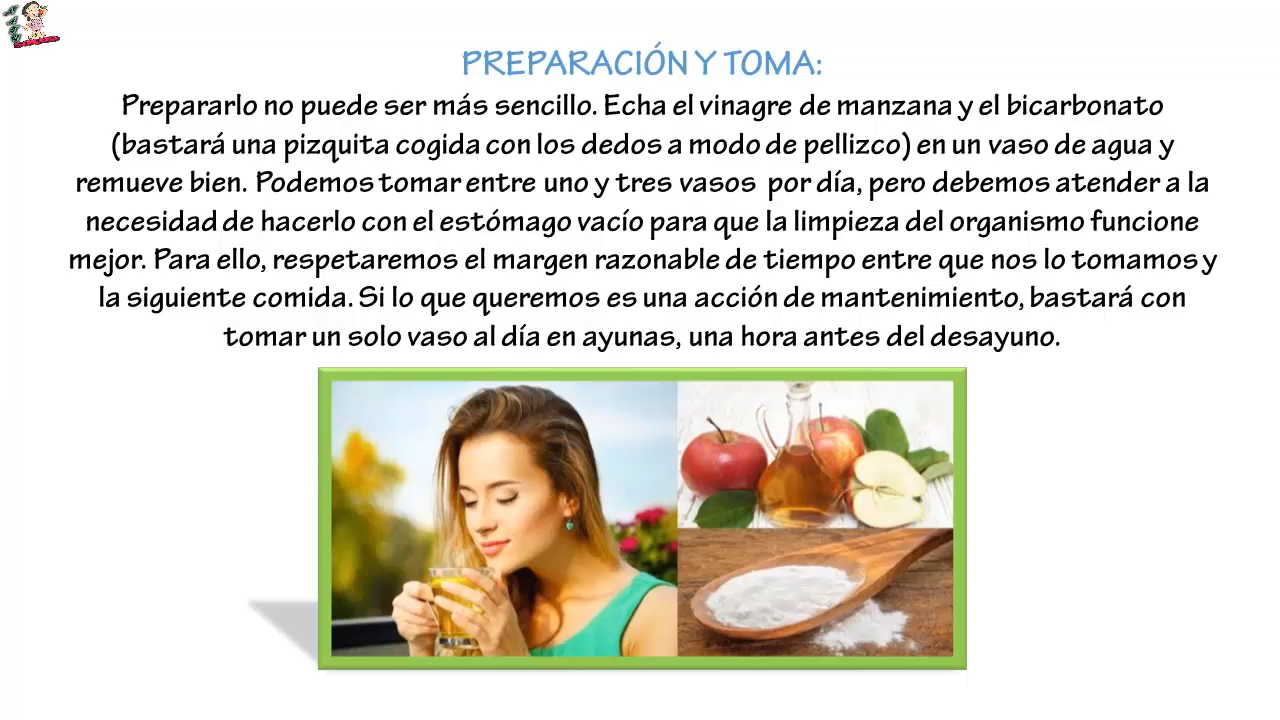 PREPARACIÓN Y TOMA:
Prepararlo no puede ser más sencillo. Echa el vinagre de manzana y el bicarbonato
(bastará una pizquita cogida con los dedos a modo de pellizco) en un vaso de agua y
remueve bien. Podemos tomar entre uno y tres vasos por día, pero debemos atender a la
necesidad de hacerlo con el estómago vacío para que la limpieza del organismo funcione
mejor. Para ello, respetaremos el margen razonable de tiempo entre que nos lo tomamos y
la siguiente comida. Si lo que queremos es una acción de mantenimiento, bastará con
tomar un solo vaso al día en ayunas, una hora antes del desayuno.